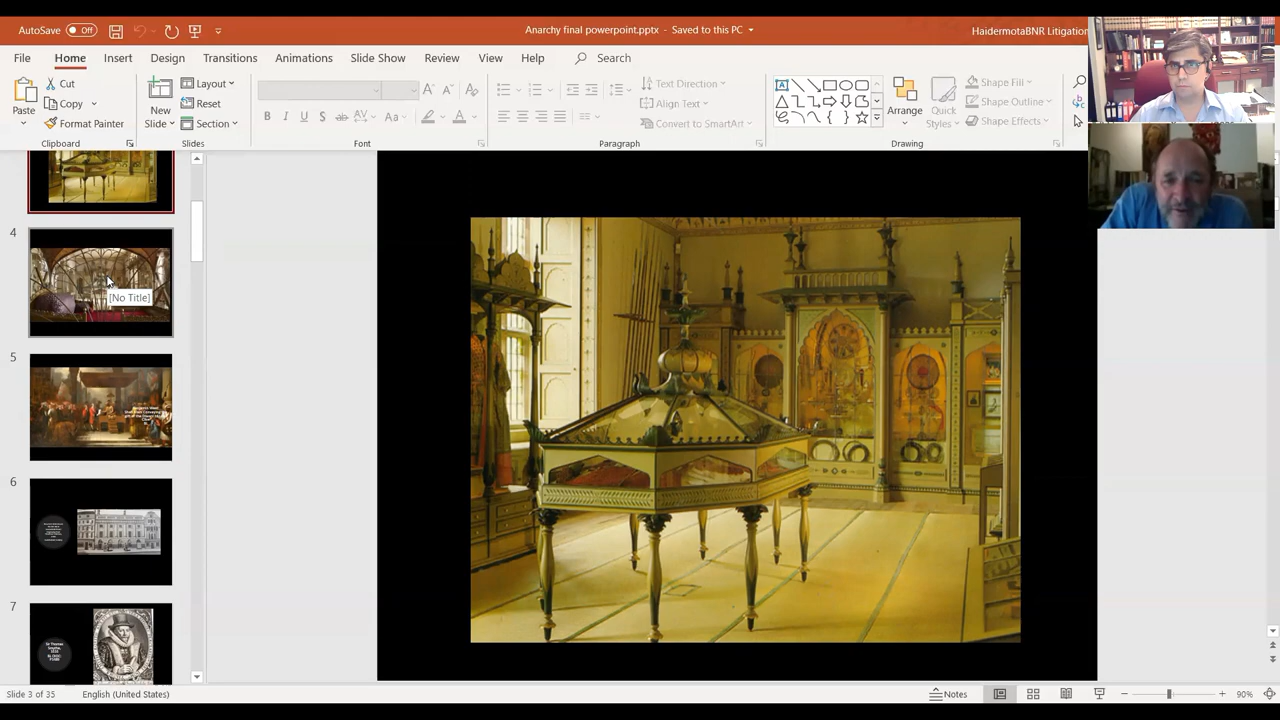 AutoSave Off
Anarchy final powerpoint.pptx - Saved to this PC
HaidermotaBNR Litigation
File Home Insert Design Transitions Animations Slide Show Review View Help Search
Paste
Cut
Copy
Format Painter
Clipboard
New
Slide
Layout
Reset
Section
Slides
Font
Text Direction
Align Text
Convert to SmartArt
Paragraph
Arrange
Quick
Styles
Shape Fill
Shape Outline
Shape Effects
Drawing
4
[No Title]
5
6
7
Sir Thomas
Smythe,
Slide 3 of 35
English (United States)
Notes
90%